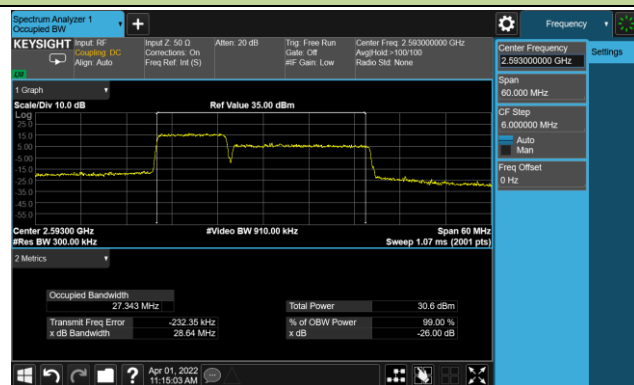 Spectrum Analyzer 1
Occupied BW
Frequency
KEYSIGHT
Input: RF
Coupling: DC
Align: Auto
Input Z: 50 Ω
Corrections: On
Freq Ref: Int (S)
Atten: 20 dB
Trig: Free Run
Gate: Off
#IF Gain: Low
Center Freq: 2.593000000 GHz
Avg|Hold:>100/100
Radio Std: None
Center Frequency
2.593000000 GHz
Settings
Span
60.000 MHz
CF Step
6.000000 MHz
Auto
Man
Freq Offset
0 Hz
1 Graph
Scale/Div 10.0 dB
Ref Value 35.00 dBm
Log
25.0
15.0
5.00
-5.00
-15.0
-25.0
-35.0
-45.0
-55.0
Center 2.59300 GHz
#Video BW 910.00 kHz
Span 60 MHz
#Res BW 300.00 kHz
Sweep 1.07 ms (2001 pts)
2 Metrics
Occupied Bandwidth
27.343 MHz
Total Power
30.6 dBm
Transmit Freq Error
-232.35 kHz
% of OBW Power
99.00 %
x dB Bandwidth
28.64 MHz
x dB
-26.00 dB
Apr 01, 2022
11:15:03 AM